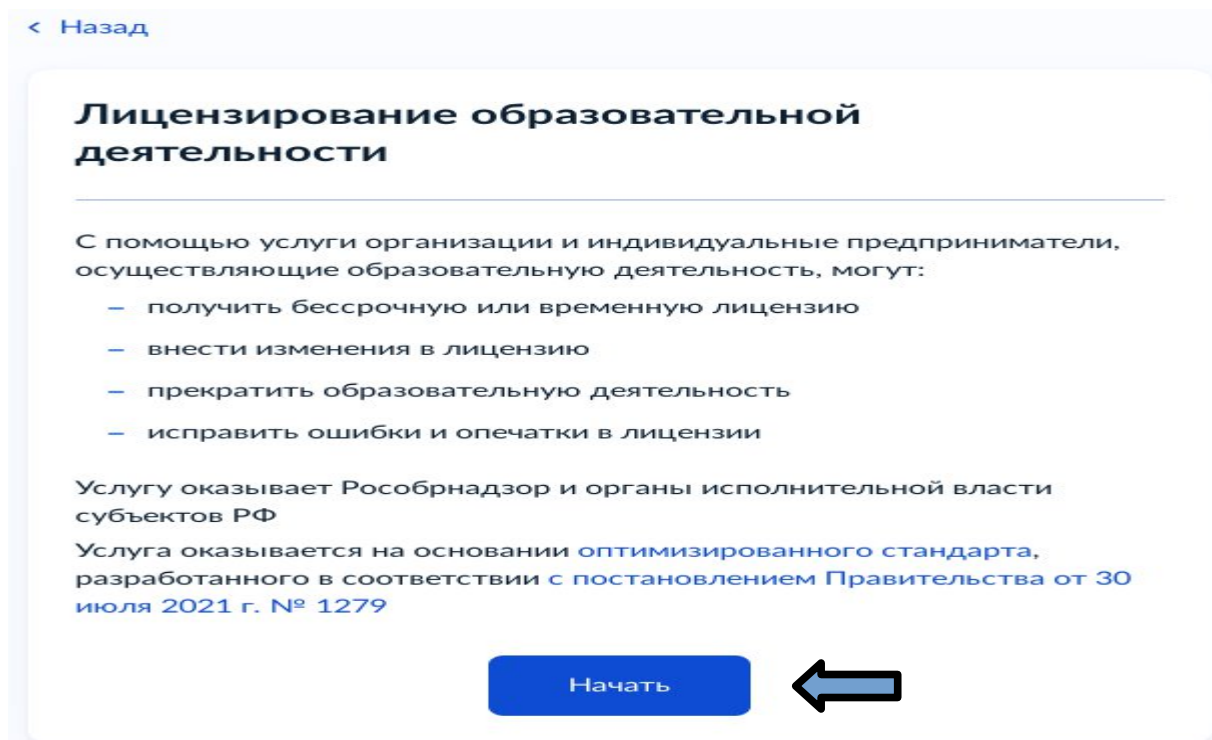 < Назад
Лицензирование образовательной
деятельности
С помощью услуги организации и индивидуальные предприниматели,
осуществляющие образовательную деятельность, могут:
– получить бессрочную или временную лицензию
– внести изменения в лицензию
– прекратить образовательную деятельность
– исправить ошибки и опечатки в лицензии
Услугу оказывает Рособрнадзор и органы исполнительной власти
субъектов РФ
Услуга оказывается на основании оптимизированного стандарта,
разработанного в соответствии с постановлением Правительства от 30
июля 2021 г. № 1279
Начать